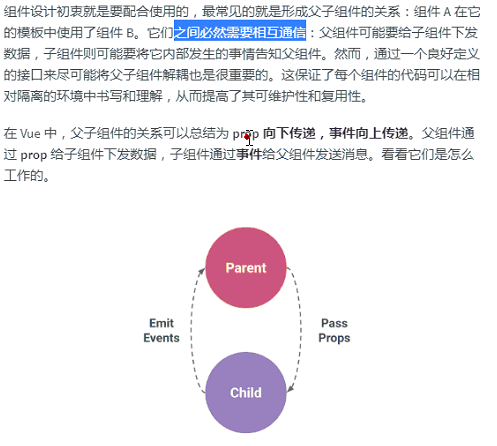 组件设计初衷就是要配合使用的，最常见的就是形成父子组件的关系：组件 A 在它
的模板中使用了组件 B。它们之间必然需要相互通信：父组件可能要给子组件下发
数据，子组件则可能要将它内部发生的事情告知父组件。然而，通过一个良好定义
的接口来尽可能将父子组件解耦也是很重要的。这保证了每个组件的代码可以在相
对隔离的环境中书写和理解，从而提高了其可维护性和复用性。
在 Vue 中，父子组件的关系可以总结为 prop 向下传递，事件向上传递。父组件通
过 prop 给子组件下发数据，子组件通过事件给父组件发送消息。看看它们是怎么
工作的。
Parent
Emit
Events
Pass
Props
Child